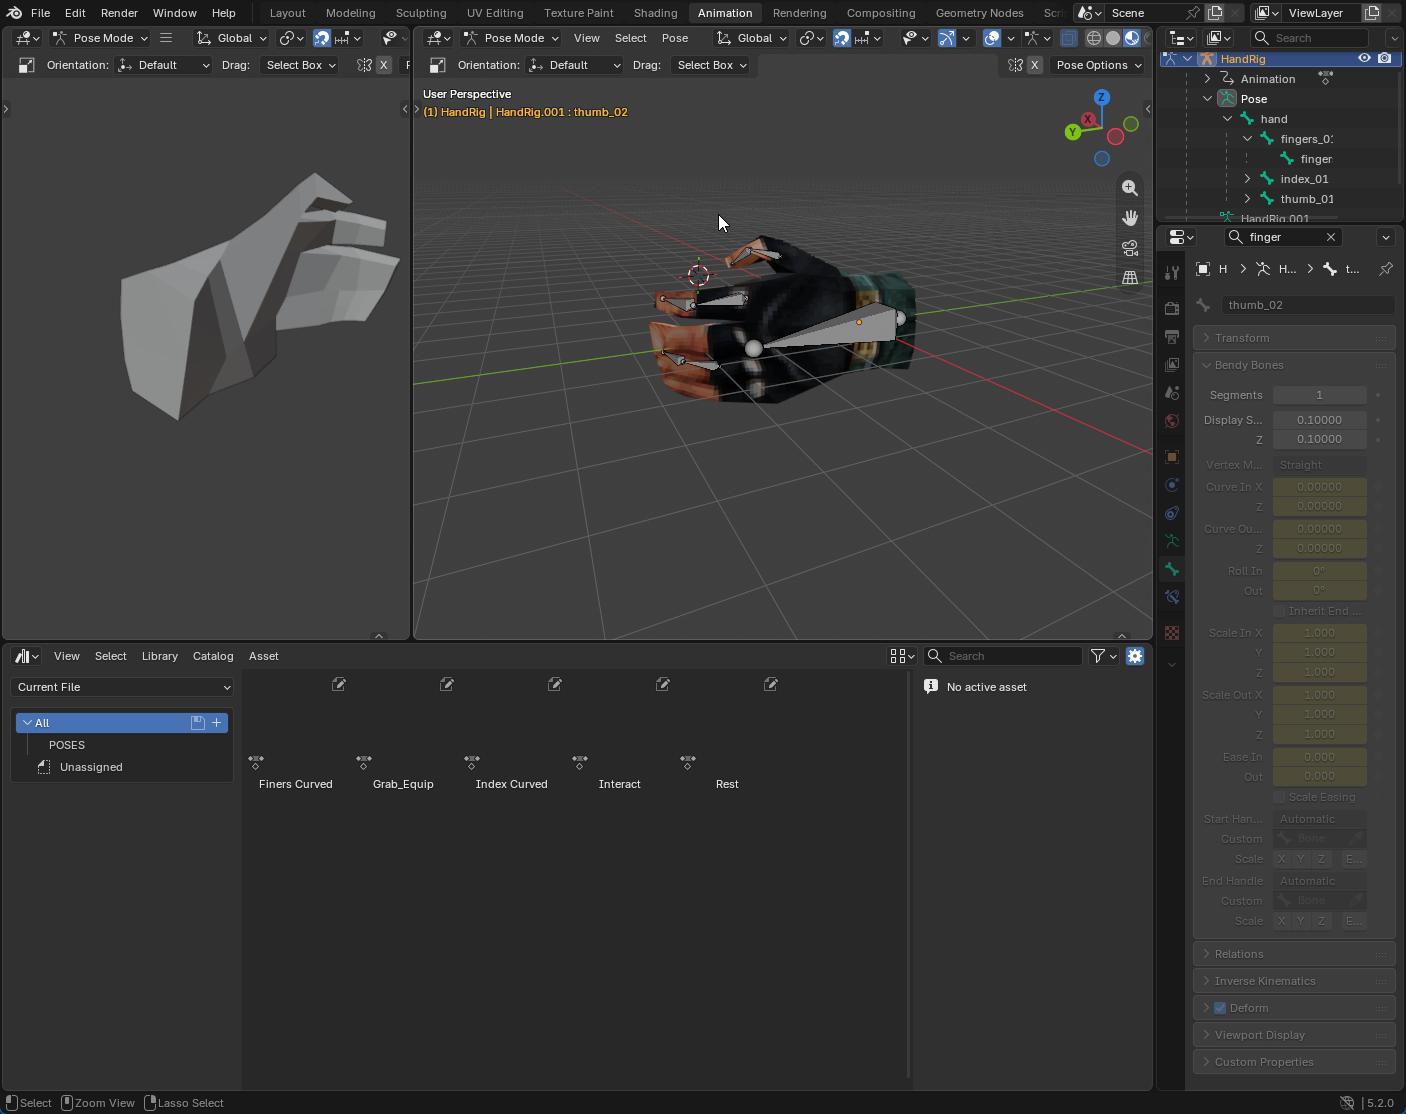 File Edit Render Window Help Layout Modeling Sculpting UV Editing Texture Paint Shading Animation Rendering Compositing Geometry Nodes Scr Scene ViewLayer
Pose Mode Global
Pose Mode View Select Pose Global
Search
Orientation: Default Drag: Select Box X
Orientation: Default Drag: Select Box X Pose Options
User Perspective
(1) HandRig | HandRig.001 : thumb_02
Z
X
Y
HandRig
Animation
Pose
hand
fingers_01
finger
index_01
thumb_01
HandRig.001
finger
H H... t...
thumb_02
Transform
Bendy Bones
Segments 1
Display S... 0.10000
Z 0.10000
Vertex M... Straight
Curve In X 0.00000
Z 0.00000
Curve Ou... 0.00000
Z 0.00000
Roll In 0°
Out 0°
Inherit End ...
Scale In X 1.000
Y 1.000
Z 1.000
Scale Out X 1.000
Y 1.000
Z 1.000
Ease In 0.000
Out 0.000
Scale Easing
Start Han... Automatic
Custom Bone
Scale X Y Z E...
End Handle Automatic
Custom Bone
Scale X Y Z E...
Relations
Inverse Kinematics
Deform
Viewport Display
Custom Properties
View Select Library Catalog Asset
Search
Current File
All
POSES
Unassigned
Finers Curved
Grab_Equip
Index Curved
Interact
Rest
No active asset
Select Zoom View Lasso Select
5.2.0